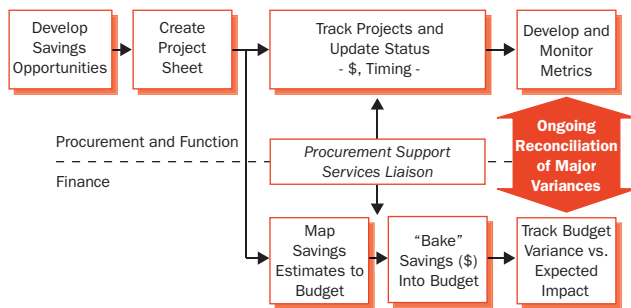 Develop
Savings
Opportunities
Create
Project
Sheet
Track Projects and
Update Status
- $, Timing -
Develop and
Monitor
Metrics
Procurement and Function
Finance
Procurement Support
Services Liaison
Ongoing
Reconciliation
of Major
Variances
Map
Savings
Estimates to
Budget
“Bake”
Savings ($)
Into Budget
Track Budget
Variance vs.
Expected
Impact